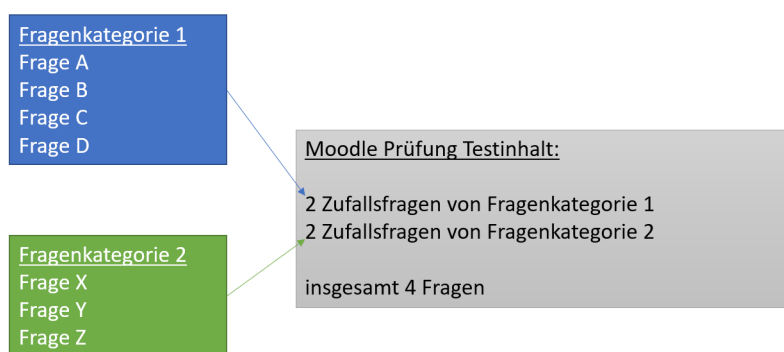 Fragenkategorie 1
Frage A
Frage B
Frage C
Frage D
Moodle Prüfung Testinhalt:
2 Zufallsfragen von Fragenkategorie 1
2 Zufallsfragen von Fragenkategorie 2
insgesamt 4 Fragen
Fragenkategorie 2
Frage X
Frage Y
Frage Z